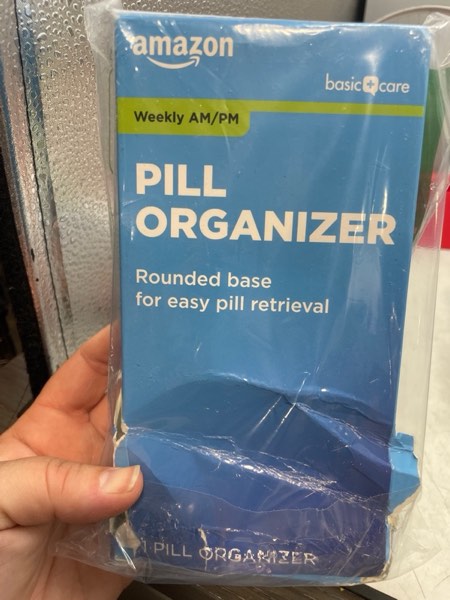 amazon
basic care
Weekly AM/PM
PILL
ORGANIZER
Rounded base
for easy pill retrieval
1 PILL ORGANIZER